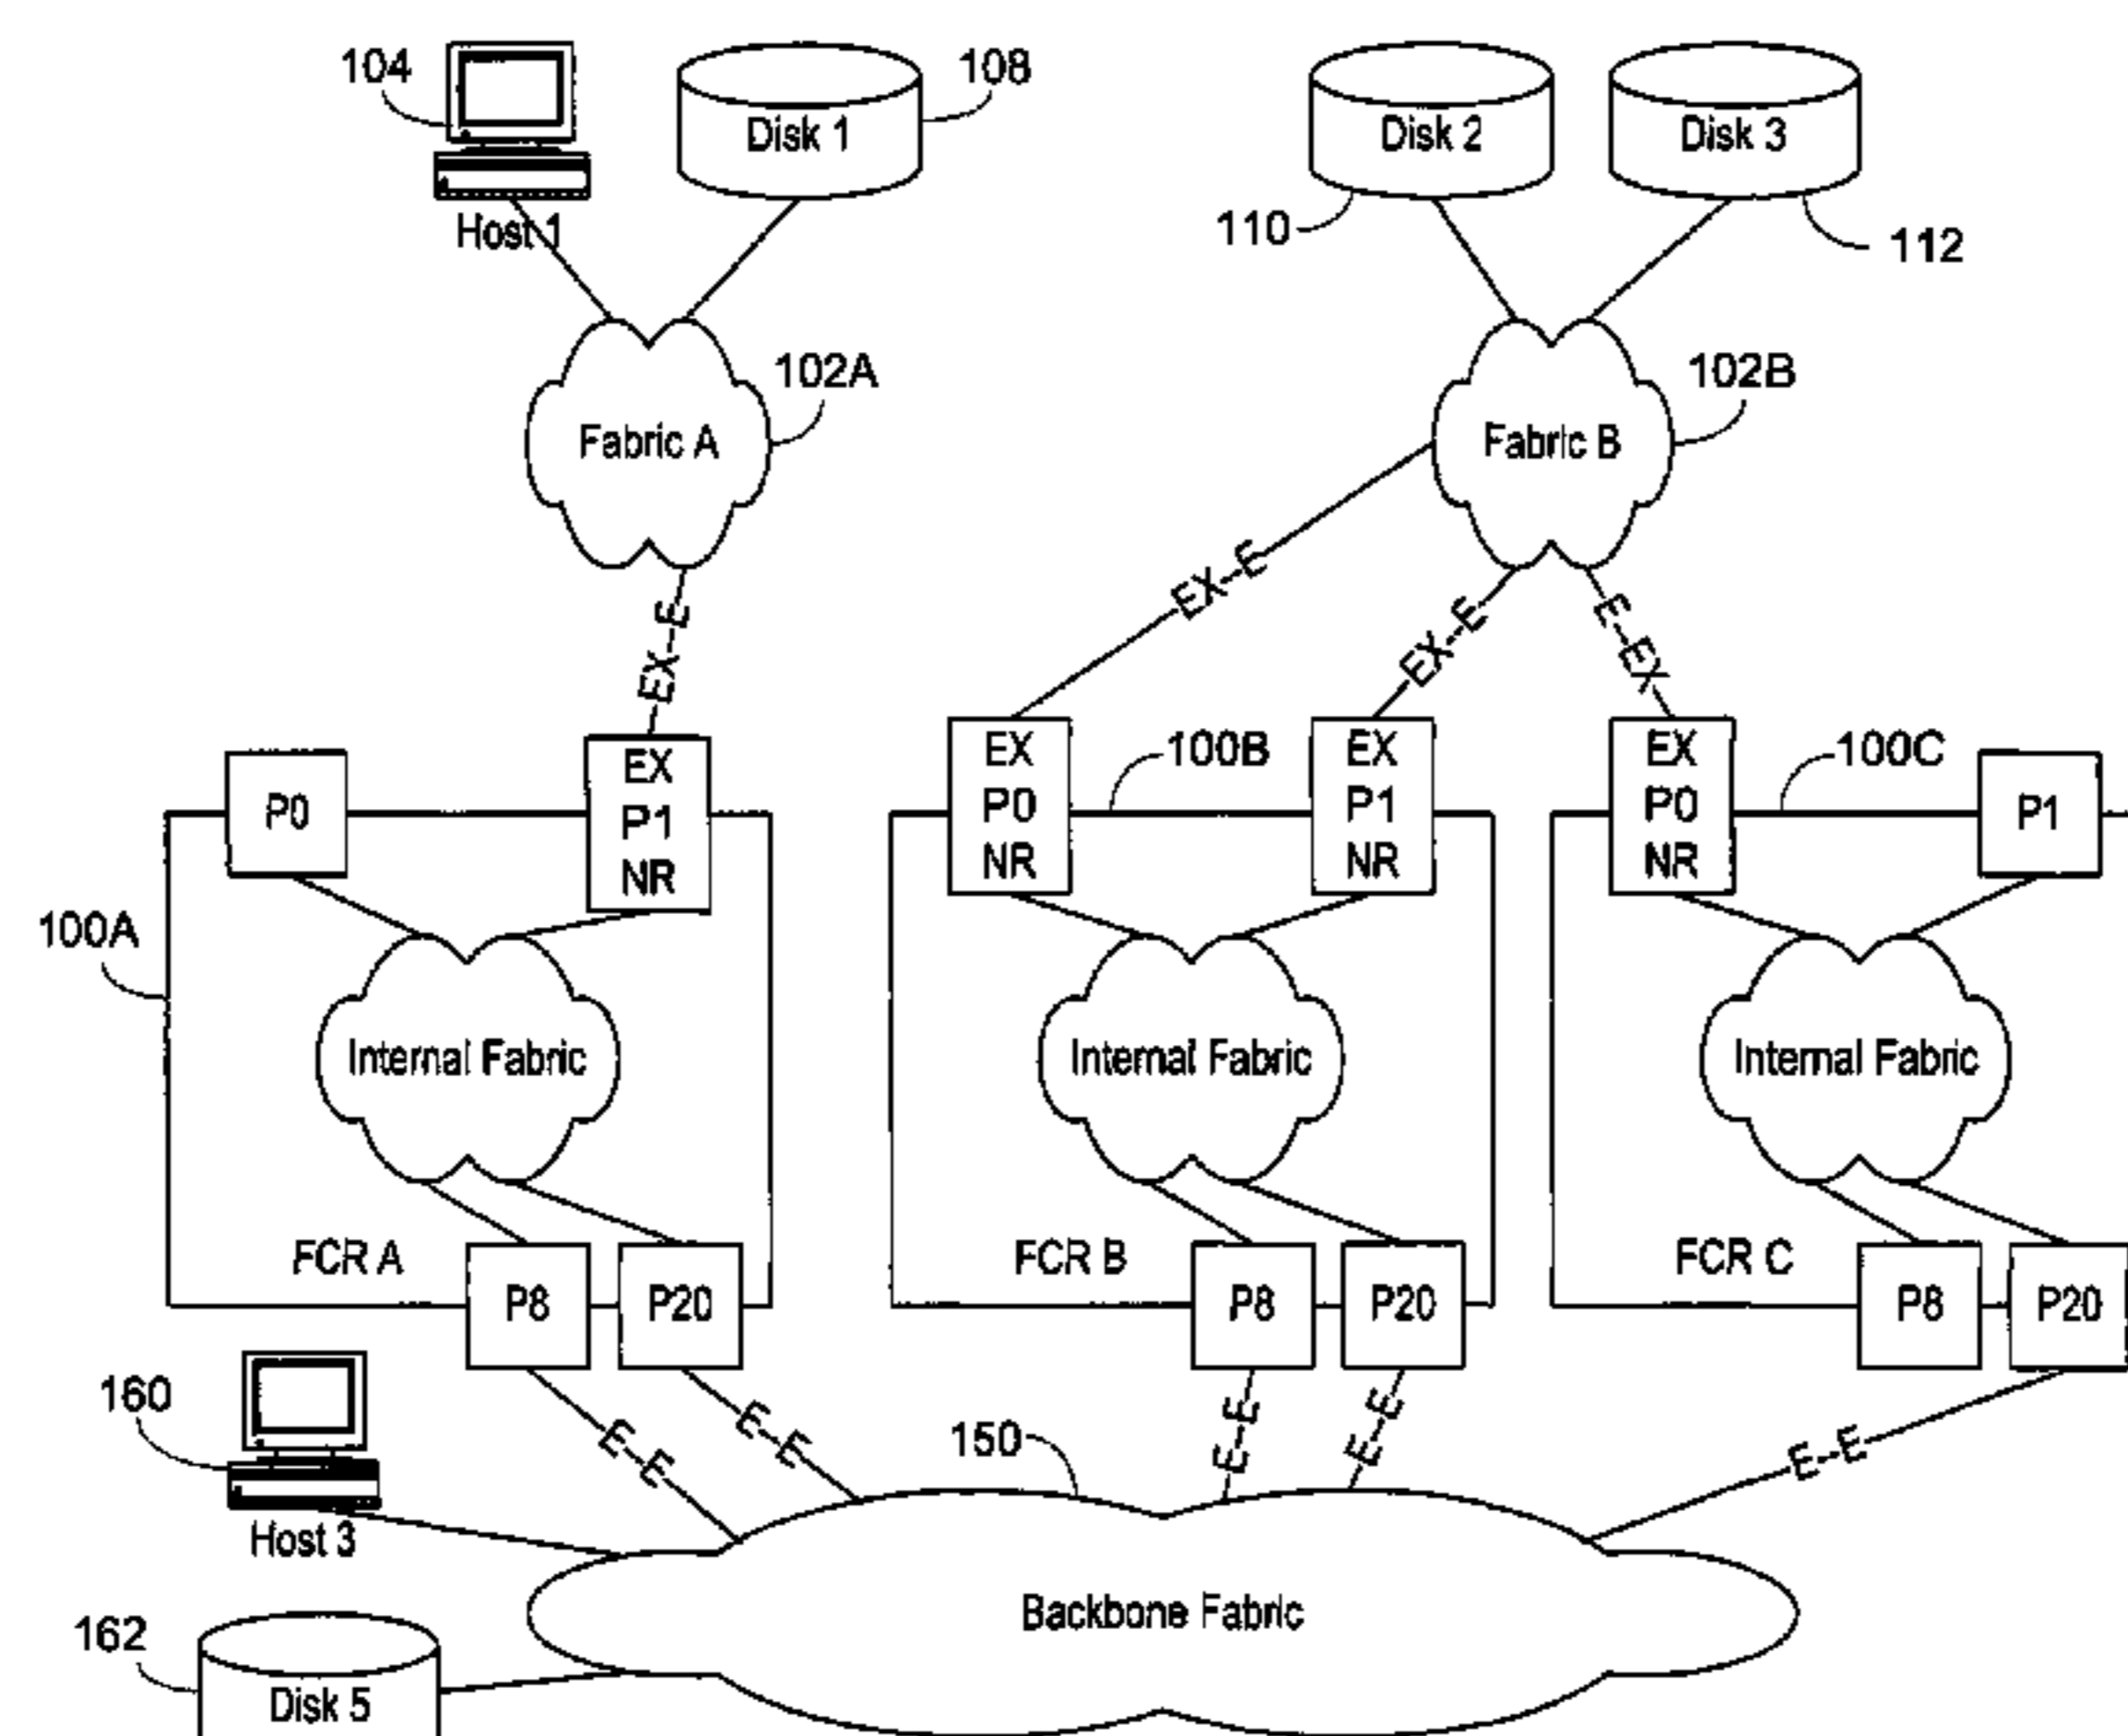 104
108
Disk 1
Disk 2
Disk 3
Host 1
110
112
102A
102B
Fabric A
Fabric B
EX-E
EX-E
EX-E
E-EX
P0
EX
P1
NR
EX
P0
NR
100B
EX
P1
NR
EX
P0
NR
100C
P1
100A
Internal Fabric
Internal Fabric
Internal Fabric
FCR A
P8
P20
FCR B
P8
P20
FCR C
P8
P20
160
E-E
E-E
150
E-E
E-E
E-E
Host 3
Backbone Fabric
162
Disk 5